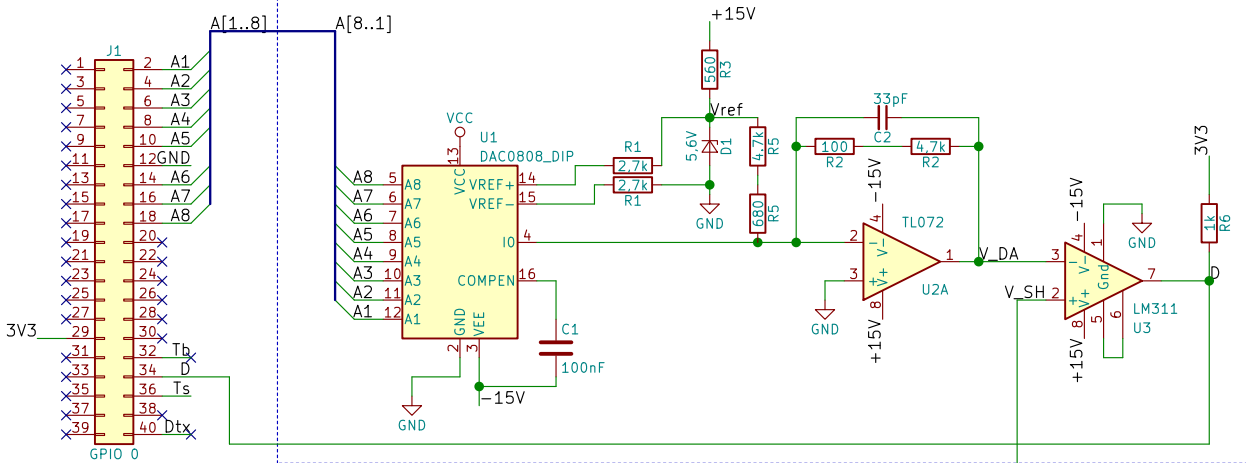 A[1..8]
A[8..1]
+15V
J1
1 2 A1
3 4 A2
5 6 A3
7 8 A4
9 10 A5
11 12 GND
13 14 A6
15 16 A7
17 18 A8
19 20
21 22
23 24
25 26
27 28
3V3 29 30
31 32 Tb
33 34 D
35 36 Ts
37 38
39 40 Dtx
GPIO 0
VCC
U1
DAC0808_DIP
13
VCC
A8 5 A8
A7 6 A7
A6 7 A6
A5 8 A5
A4 9 A4
A3 10 A3
A2 11 A2
A1 12 A1
VREF+ 14
VREF- 15
IO 4
COMPEN 16
GND
VEE
2
3
GND
-15V
C1
100nF
R1
2,7k
2,7k
R1
560
R3
Vref
5,6V
D1
GND
4.7k
R5
680
R5
33pF
C2
100
R2
4,7k
R2
-15V
4
TL072
2 - V-
1
3 + V+
8
U2A
GND
+15V
V_DA
V_SH
-15V
4
1
GND
3 - V-
Gnd
7
2 + V+
8
5
6
LM311
U3
+15V
3V3
1k
R6
D